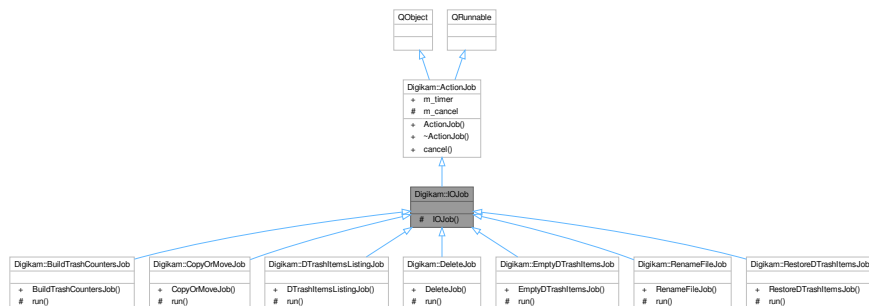 QObject
QRunnable
Digikam::ActionJob
+ m_timer
# m_cancel
+ ActionJob()
+ ~ActionJob()
+ cancel()
Digikam::IOJob
# IOJob()
Digikam::BuildTrashCountersJob
+ BuildTrashCountersJob()
# run()
Digikam::CopyOrMoveJob
+ CopyOrMoveJob()
# run()
Digikam::DTrashItemsListingJob
+ DTrashItemsListingJob()
# run()
Digikam::DeleteJob
+ DeleteJob()
# run()
Digikam::EmptyDTrashItemsJob
+ EmptyDTrashItemsJob()
# run()
Digikam::RenameFileJob
+ RenameFileJob()
# run()
Digikam::RestoreDTrashItemsJob
+ RestoreDTrashItemsJob()
# run()